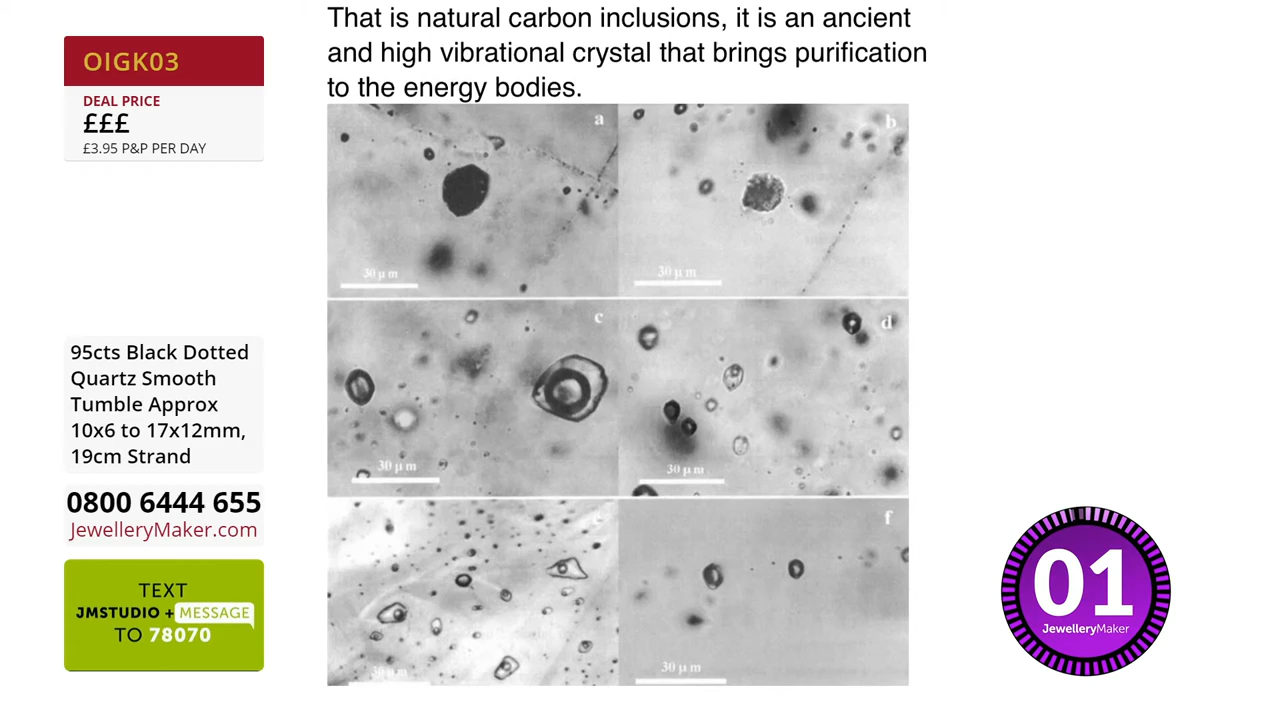 That is natural carbon inclusions, it is an ancient
and high vibrational crystal that brings purification
to the energy bodies.
OIGK03
DEAL PRICE
£££
£3.95 P&P PER DAY
a
b
30 μm
30 μm
c
d
30 μm
30 μm
f
30 μm
30 μm
95cts Black Dotted
Quartz Smooth
Tumble Approx
10x6 to 17x12mm,
19cm Strand
0800 6444 655
JewelleryMaker.com
TEXT
JMSTUDIO + MESSAGE
TO 78070
01
JewelleryMaker